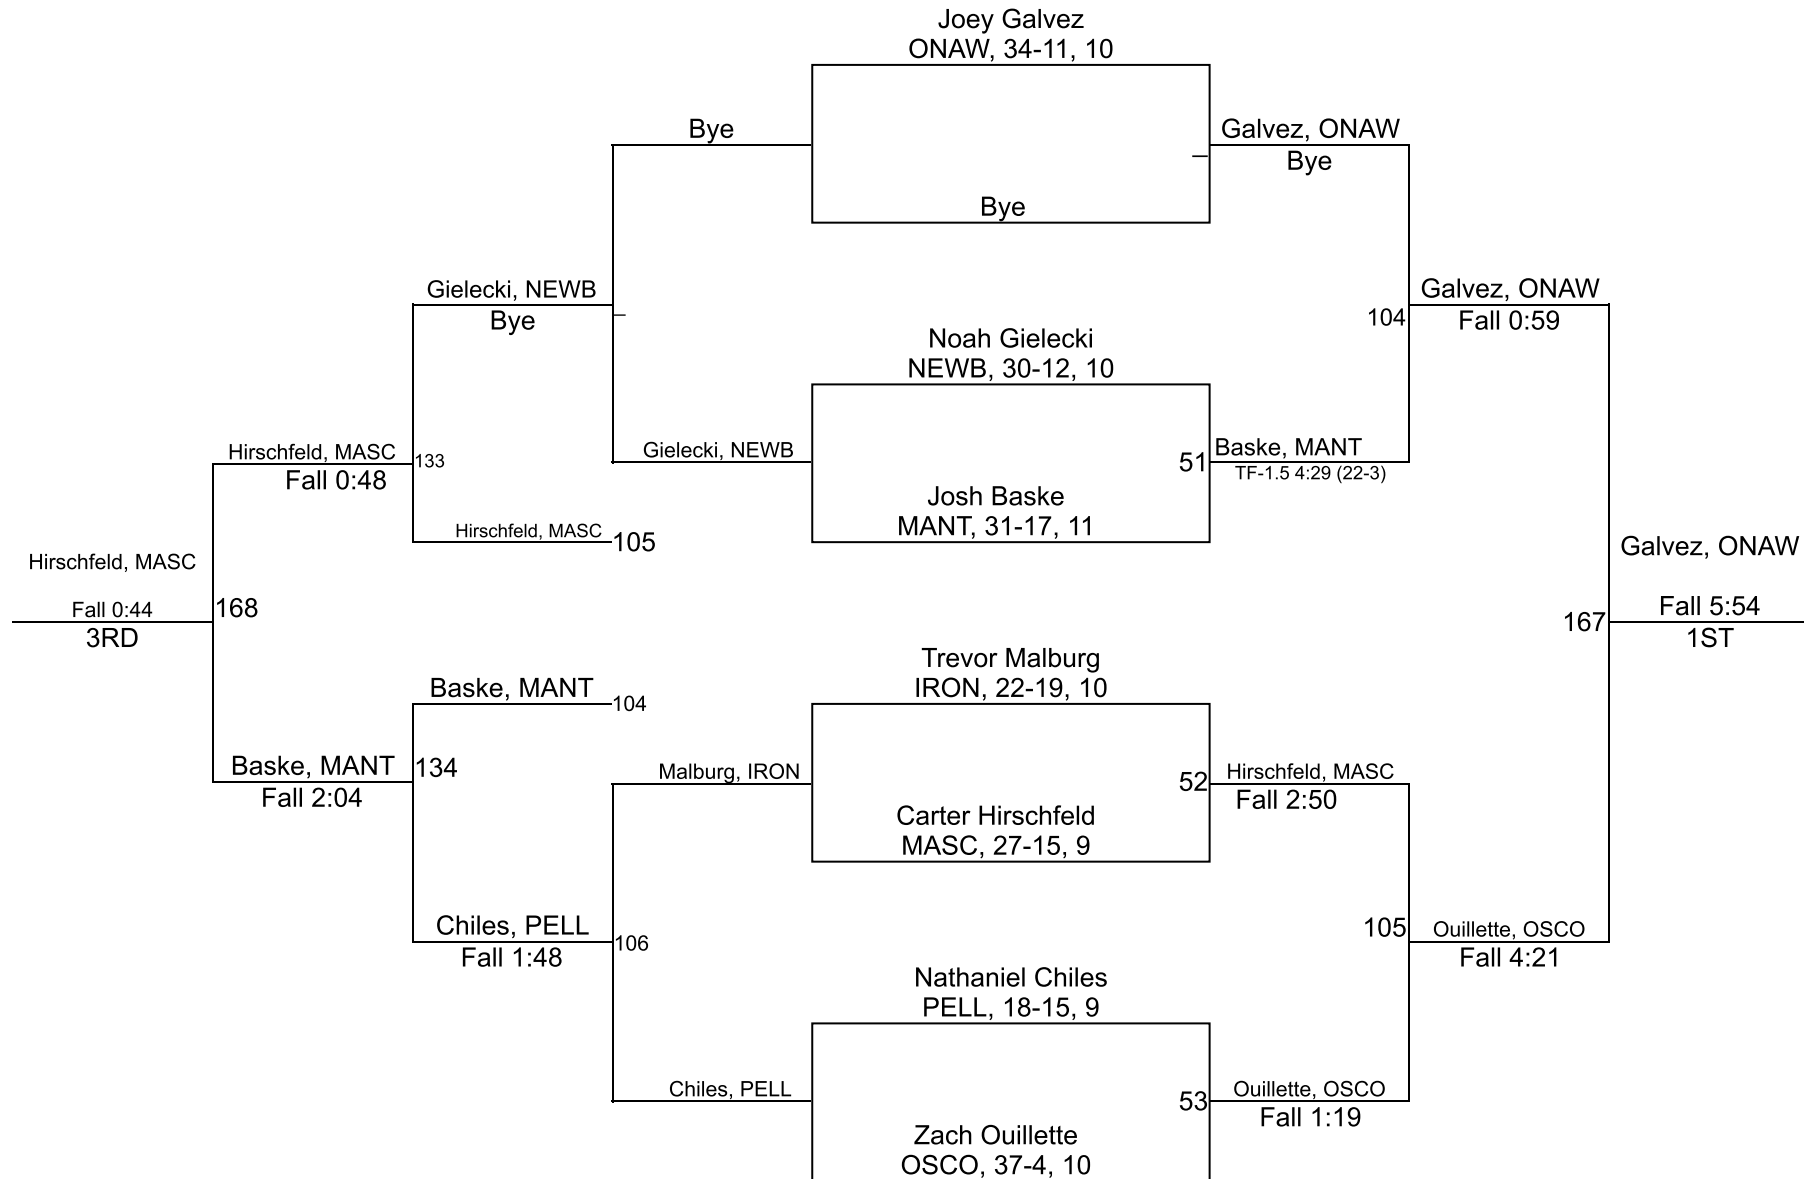 Joey Galvez
ONAW, 34-11, 10
Bye
Galvez, ONAW
Bye
Bye
Gielecki, NEWB
Bye
Galvez, ONAW
104
Fall 0:59
Noah Gielecki
NEWB, 30-12, 10
Hirschfeld, MASC
133
Fall 0:48
Gielecki, NEWB
51
Baske, MANT
TF-1.5 4:29 (22-3)
Josh Baske
MANT, 31-17, 11
Hirschfeld, MASC
105
Hirschfeld, MASC
Fall 0:44
3RD
168
Galvez, ONAW
167
Fall 5:54
1ST
Trevor Malburg
IRON, 22-19, 10
Baske, MANT
104
Baske, MANT
134
Fall 2:04
Malburg, IRON
52
Hirschfeld, MASC
Fall 2:50
Carter Hirschfeld
MASC, 27-15, 9
Chiles, PELL
106
Fall 1:48
105
Ouillette, OSCO
Fall 4:21
Nathaniel Chiles
PELL, 18-15, 9
Chiles, PELL
53
Ouillette, OSCO
Fall 1:19
Zach Ouillette
OSCO, 37-4, 10